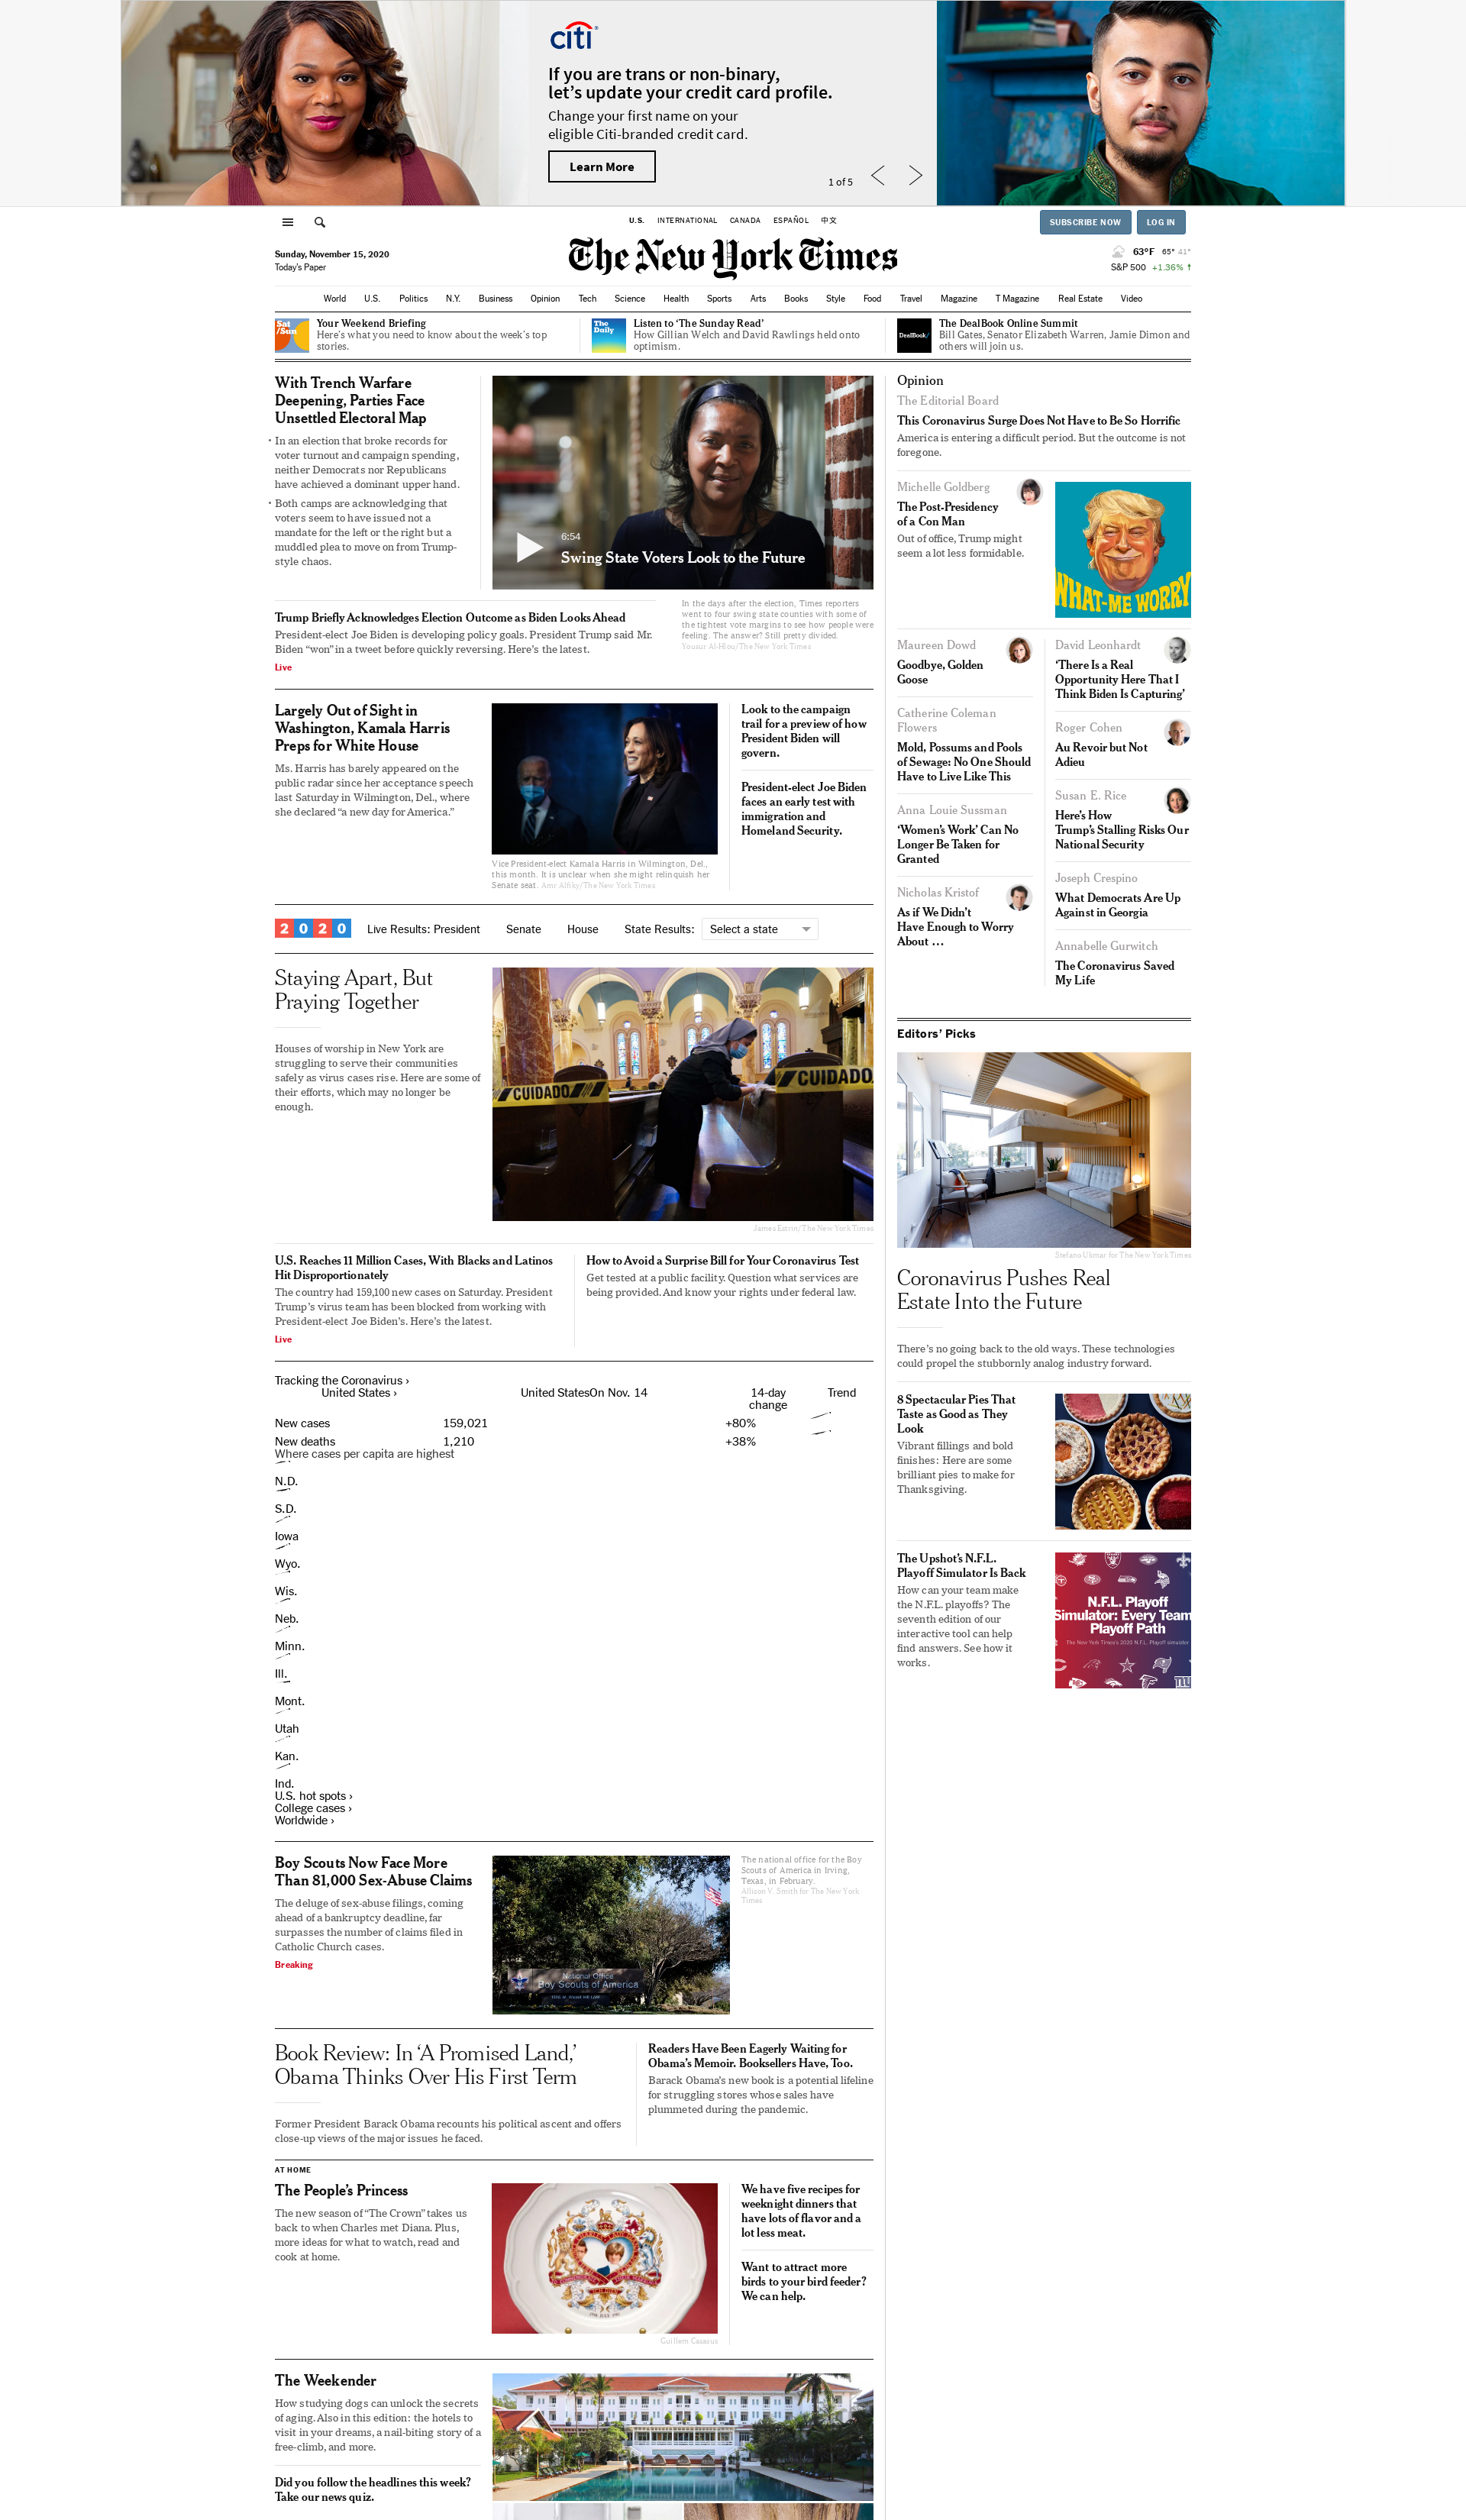 citi
If you are trans or non-binary,
let's update your credit card profile.
Change your first name on your
eligible Citi-branded credit card.
Learn More
1 of 5
U.S. INTERNATIONAL CANADA ESPAÑOL 中文
SUBSCRIBE NOW LOG IN
Sunday, November 15, 2020
Today's Paper
The New York Times
63°F 65° 41°
S&P 500 +1.36% ↑
World U.S. Politics N.Y. Business Opinion Tech Science Health Sports Arts Books Style Food Travel Magazine T Magazine Real Estate Video
Sat/Sun
Your Weekend Briefing
Here's what you need to know about the week's top
stories.
The Daily
Listen to 'The Sunday Read'
How Gillian Welch and David Rawlings held onto
optimism.
DealBook/
The DealBook Online Summit
Bill Gates, Senator Elizabeth Warren, Jamie Dimon and
others will join us.
With Trench Warfare
Deepening, Parties Face
Unsettled Electoral Map
• In an election that broke records for
voter turnout and campaign spending,
neither Democrats nor Republicans
have achieved a dominant upper hand.
• Both camps are acknowledging that
voters seem to have issued not a
mandate for the left or the right but a
muddled plea to move on from Trump-
style chaos.
6:54
Swing State Voters Look to the Future
In the days after the election, Times reporters
went to four swing state counties with some of
the tightest vote margins to see how people were
feeling. The answer? Still pretty divided.
Yousur Al-Hlou/The New York Times
Trump Briefly Acknowledges Election Outcome as Biden Looks Ahead
President-elect Joe Biden is developing policy goals. President Trump said Mr.
Biden “won” in a tweet before quickly reversing. Here's the latest.
Live
Largely Out of Sight in
Washington, Kamala Harris
Preps for White House
Ms. Harris has barely appeared on the
public radar since her acceptance speech
last Saturday in Wilmington, Del., where
she declared “a new day for America.”
Vice President-elect Kamala Harris in Wilmington, Del.,
this month. It is unclear when she might relinquish her
Senate seat. Amr Alfiky/The New York Times
Look to the campaign
trail for a preview of how
President Biden will
govern.
President-elect Joe Biden
faces an early test with
immigration and
Homeland Security.
2020 Live Results: President Senate House State Results: Select a state
Staying Apart, But
Praying Together
Houses of worship in New York are
struggling to serve their communities
safely as virus cases rise. Here are some of
their efforts, which may no longer be
enough.
CUIDADO
CUIDADO
James Estrin/The New York Times
U.S. Reaches 11 Million Cases, With Blacks and Latinos
Hit Disproportionately
The country had 159,100 new cases on Saturday. President
Trump's virus team has been blocked from working with
President-elect Joe Biden's. Here's the latest.
Live
How to Avoid a Surprise Bill for Your Coronavirus Test
Get tested at a public facility. Question what services are
being provided. And know your rights under federal law.
Tracking the Coronavirus ›
United States › United StatesOn Nov. 14 14-day
change Trend
New cases 159,021 +80%
New deaths 1,210 +38%
Where cases per capita are highest
N.D.
S.D.
Iowa
Wyo.
Wis.
Neb.
Minn.
Ill.
Mont.
Utah
Kan.
Ind.
U.S. hot spots ›
College cases ›
Worldwide ›
Boy Scouts Now Face More
Than 81,000 Sex-Abuse Claims
The deluge of sex-abuse filings, coming
ahead of a bankruptcy deadline, far
surpasses the number of claims filed in
Catholic Church cases.
Breaking
National Office
Boy Scouts of America
The national office for the Boy
Scouts of America in Irving,
Texas, in February.
Allison V. Smith for The New York
Times
Book Review: In ‘A Promised Land,’
Obama Thinks Over His First Term
Former President Barack Obama recounts his political ascent and offers
close-up views of the major issues he faced.
Readers Have Been Eagerly Waiting for
Obama's Memoir. Booksellers Have, Too.
Barack Obama's new book is a potential lifeline
for struggling stores whose sales have
plummeted during the pandemic.
AT HOME
The People's Princess
The new season of “The Crown” takes us
back to when Charles met Diana. Plus,
more ideas for what to watch, read and
cook at home.
Guillem Casasus
We have five recipes for
weeknight dinners that
have lots of flavor and a
lot less meat.
Want to attract more
birds to your bird feeder?
We can help.
The Weekender
How studying dogs can unlock the secrets
of aging. Also in this edition: the hotels to
visit in your dreams, a nail-biting story of a
free-climb, and more.
Did you follow the headlines this week?
Take our news quiz.
Opinion
The Editorial Board
This Coronavirus Surge Does Not Have to Be So Horrific
America is entering a difficult period. But the outcome is not
foregone.
Michelle Goldberg
The Post-Presidency
of a Con Man
Out of office, Trump might
seem a lot less formidable.
WHAT-ME WORRY
Maureen Dowd
Goodbye, Golden
Goose
Catherine Coleman
Flowers
Mold, Possums and Pools
of Sewage: No One Should
Have to Live Like This
Anna Louie Sussman
‘Women's Work’ Can No
Longer Be Taken for
Granted
Nicholas Kristof
As if We Didn't
Have Enough to Worry
About …
David Leonhardt
‘There Is a Real
Opportunity Here That I
Think Biden Is Capturing’
Roger Cohen
Au Revoir but Not
Adieu
Susan E. Rice
Here's How
Trump's Stalling Risks Our
National Security
Joseph Crespino
What Democrats Are Up
Against in Georgia
Annabelle Gurwitch
The Coronavirus Saved
My Life
Editors' Picks
Stefano Ukmar for The New York Times
Coronavirus Pushes Real
Estate Into the Future
There's no going back to the old ways. These technologies
could propel the stubbornly analog industry forward.
8 Spectacular Pies That
Taste as Good as They
Look
Vibrant fillings and bold
finishes: Here are some
brilliant pies to make for
Thanksgiving.
The Upshot's N.F.L.
Playoff Simulator Is Back
How can your team make
the N.F.L. playoffs? The
seventh edition of our
interactive tool can help
find answers. See how it
works.
N.F.L. Playoff
Simulator: Every Team
Playoff Path
The New York Times's 2020 N.F.L. Playoff simulator